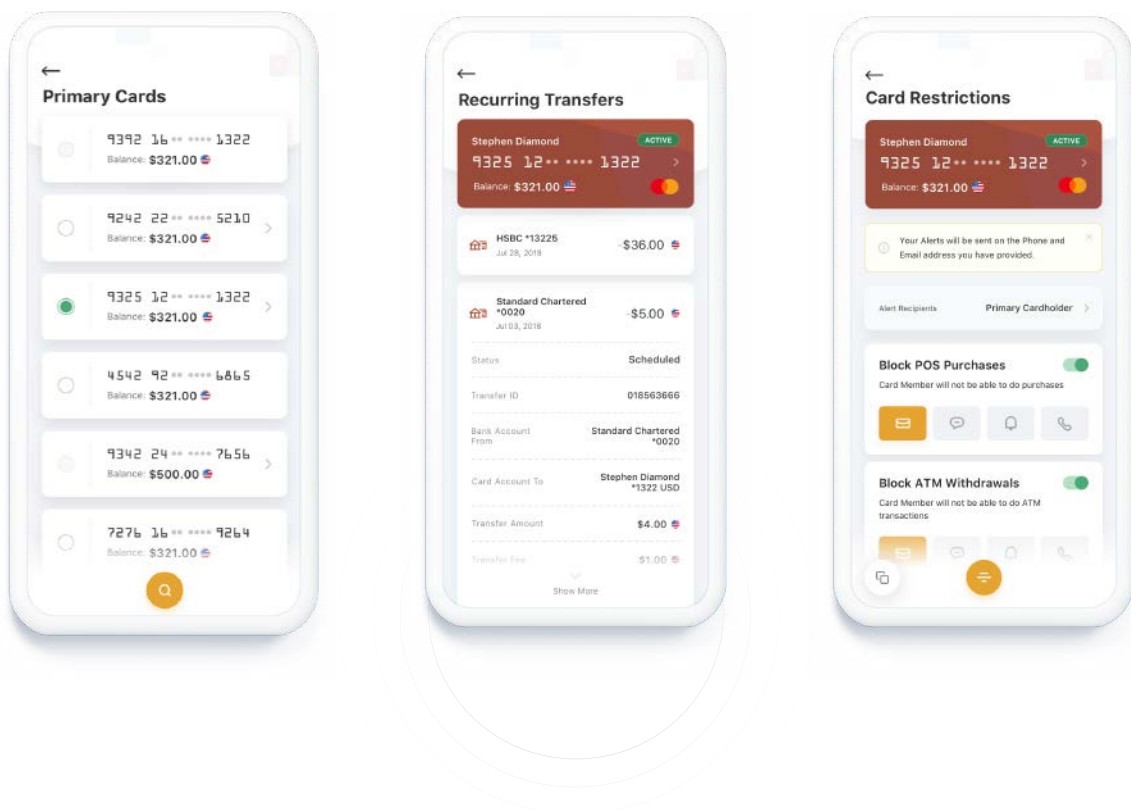 Primary Cards
9392 16** **** 1322
Balance: $321.00
9242 22** **** 5210
Balance: $321.00
9325 12** **** 1322
Balance: $321.00
4542 92** **** 6865
Balance: $321.00
9342 24** **** 7656
Balance: $500.00
7276 16** **** 9264
Balance: $321.00
Recurring Transfers
Stephen Diamond
ACTIVE
9325 12** **** 1322
Balance: $321.00
HSBC *13225
-$36.00
Jul 28, 2018
Standard Chartered
*0020
-$5.00
Jul 03, 2018
Status Scheduled
Transfer ID 018563666
Bank Account From
Standard Chartered *0020
Card Account To
Stephen Diamond *1322 USD
Transfer Amount $4.00
Transfer Fee $1.00
Show More
Card Restrictions
Stephen Diamond
ACTIVE
9325 12** **** 1322
Balance: $321.00
Your Alerts will be sent on the Phone and
Email address you have provided.
Alert Recipients Primary Cardholder
Block POS Purchases
Card Member will not be able to do purchases
Block ATM Withdrawals
Card Member will not be able to do ATM
transactions